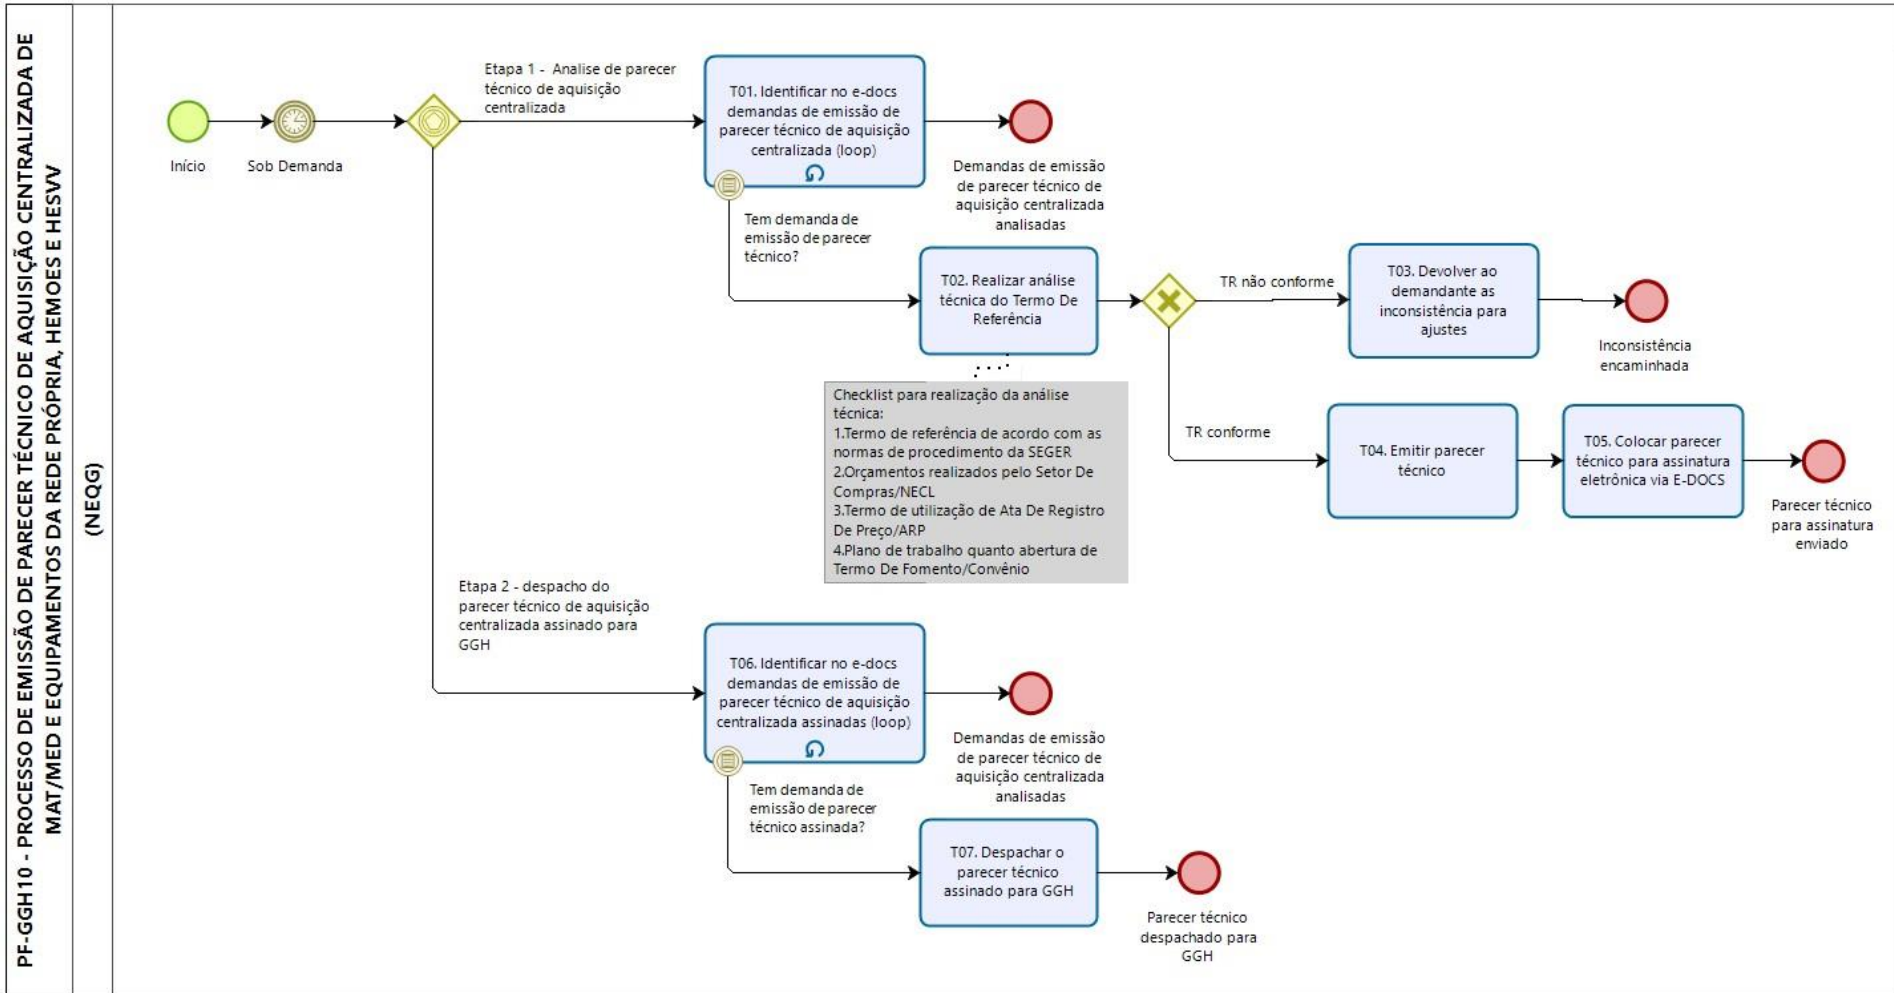 PF-GGH10 - PROCESSO DE EMISSÃO DE PARECER TÉCNICO DE AQUISIÇÃO CENTRALIZADA DE
MAT/MED E EQUIPAMENTOS DA REDE PRÓPRIA, HEMOES E HESVV
(NEQG)
Início
Sob Demanda
Etapa 1 - Analise de parecer
técnico de aquisição
centralizada
T01. Identificar no e-docs
demandas de emissão de
parecer técnico de aquisição
centralizada (loop)
Demandas de emissão
de parecer técnico de
aquisição centralizada
analisadas
Tem demanda de
emissão de parecer
técnico?
T02. Realizar análise
técnica do Termo De
Referência
TR não conforme
T03. Devolver ao
demandante as
inconsistência para
ajustes
Inconsistência
encaminhada
Checklist para realização da análise
técnica:
1.Termo de referência de acordo com as
normas de procedimento da SEGER
2.Orçamentos realizados pelo Setor De
Compras/NECL
3.Termo de utilização de Ata De Registro
De Preço/ARP
4.Plano de trabalho quanto abertura de
Termo De Fomento/Convênio
TR conforme
T04. Emitir parecer
técnico
T05. Colocar parecer
técnico para assinatura
eletrônica via E-DOCS
Parecer técnico
para assinatura
enviado
Etapa 2 - despacho do
parecer técnico de aquisição
centralizada assinado para
GGH
T06. Identificar no e-docs
demandas de emissão de
parecer técnico de aquisição
centralizada assinadas (loop)
Demandas de emissão
de parecer técnico de
aquisição centralizada
analisadas
Tem demanda de
emissão de parecer
técnico assinada?
T07. Despachar o
parecer técnico
assinado para GGH
Parecer técnico
despachado para
GGH